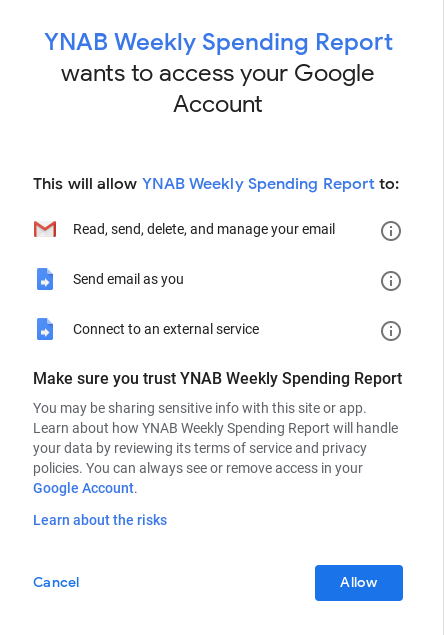 YNAB Weekly Spending Report
wants to access your Google
Account
This will allow YNAB Weekly Spending Report to:
Read, send, delete, and manage your email
Send email as you
Connect to an external service
Make sure you trust YNAB Weekly Spending Report
You may be sharing sensitive info with this site or app.
Learn about how YNAB Weekly Spending Report will handle
your data by reviewing its terms of service and privacy
policies. You can always see or remove access in your
Google Account.
Learn about the risks
Cancel
Allow